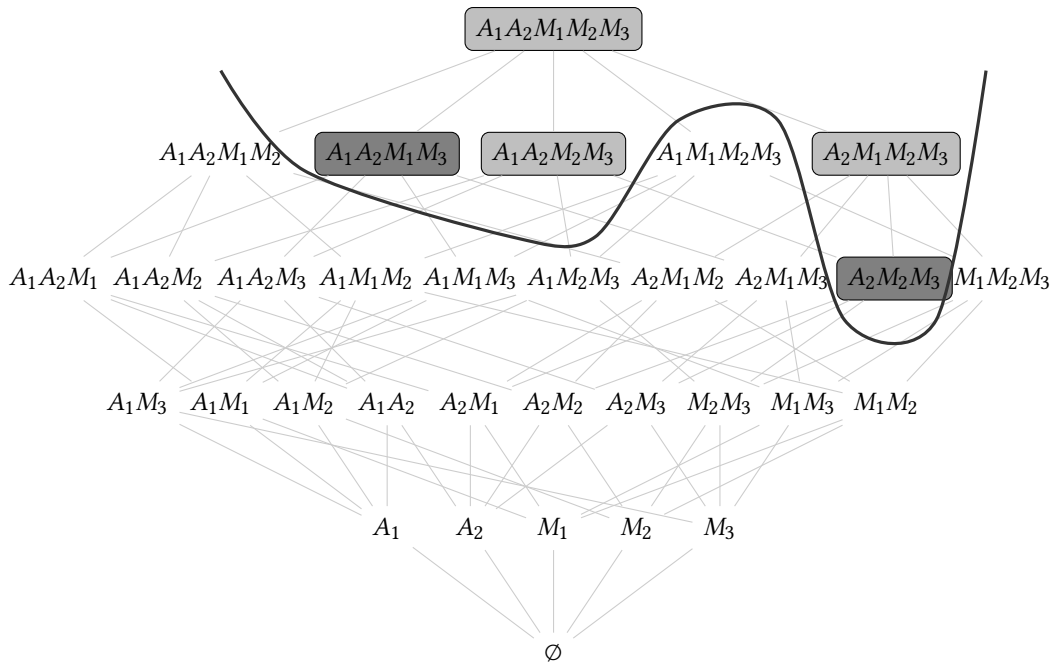 A₁A₂M₁M₂M₃
A₁A₂M₁M₂ A₁A₂M₁M₃ A₁A₂M₂M₃ A₁M₁M₂M₃ A₂M₁M₂M₃
A₁A₂M₁ A₁A₂M₂ A₁A₂M₃ A₁M₁M₂ A₁M₁M₃ A₁M₂M₃ A₂M₁M₂ A₂M₁M₃ A₂M₂M₃ M₁M₂M₃
A₁M₃ A₁M₁ A₁M₂ A₁A₂ A₂M₁ A₂M₂ A₂M₃ M₂M₃ M₁M₃ M₁M₂
A₁ A₂ M₁ M₂ M₃
∅